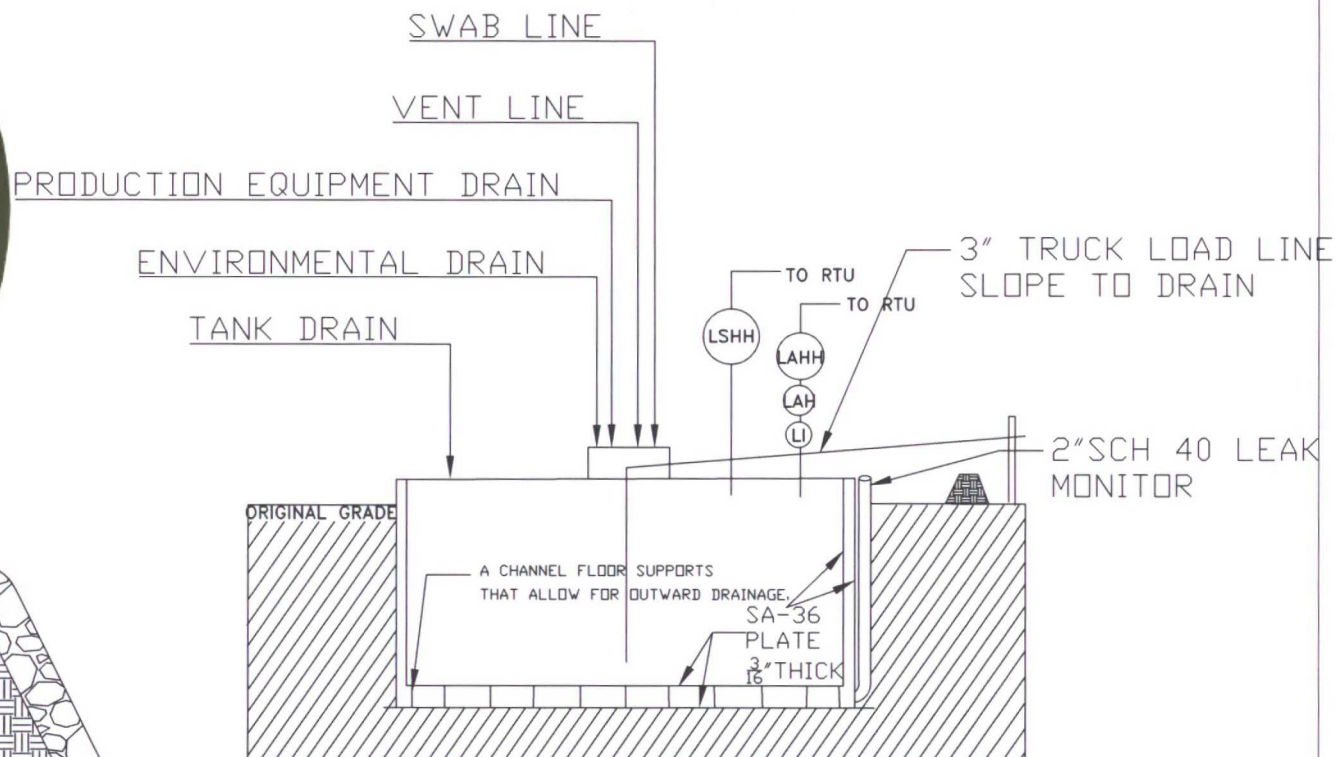 SWAB LINE
VENT LINE
PRODUCTION EQUIPMENT DRAIN
ENVIRONMENTAL DRAIN
TANK DRAIN
3" TRUCK LOAD LINE
SLOPE TO DRAIN
TO RTU
TO RTU
LSHH
LAHH
LAH
LI
2"SCH 40 LEAK
MONITOR
ORIGINAL GRADE
A CHANNEL FLOOR SUPPORTS
THAT ALLOW FOR OUTWARD DRAINAGE.
SA-36
PLATE
3/16"THICK